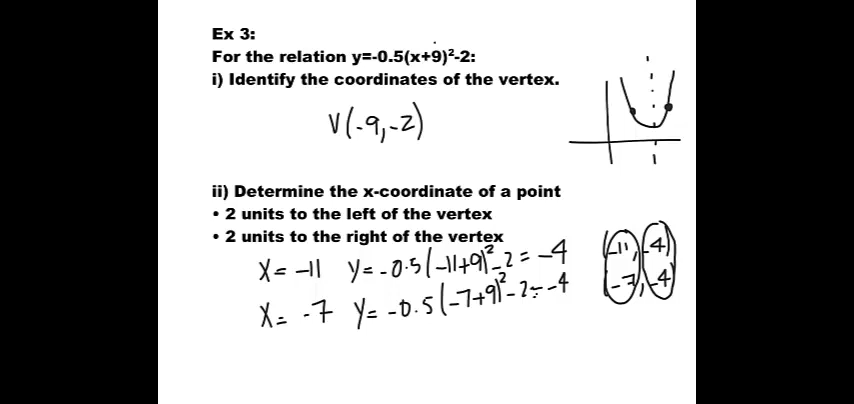 Ex 3:
For the relation y=-0.5(x+9)²-2:
i) Identify the coordinates of the vertex.
V(-9,-2)
ii) Determine the x-coordinate of a point
• 2 units to the left of the vertex
• 2 units to the right of the vertex
X = -11 Y = -0.5(-11+9)²-2 = -4 (-11, -4)
X = -7 Y = -0.5(-7+9)²-2 = -4 (-7, -4)